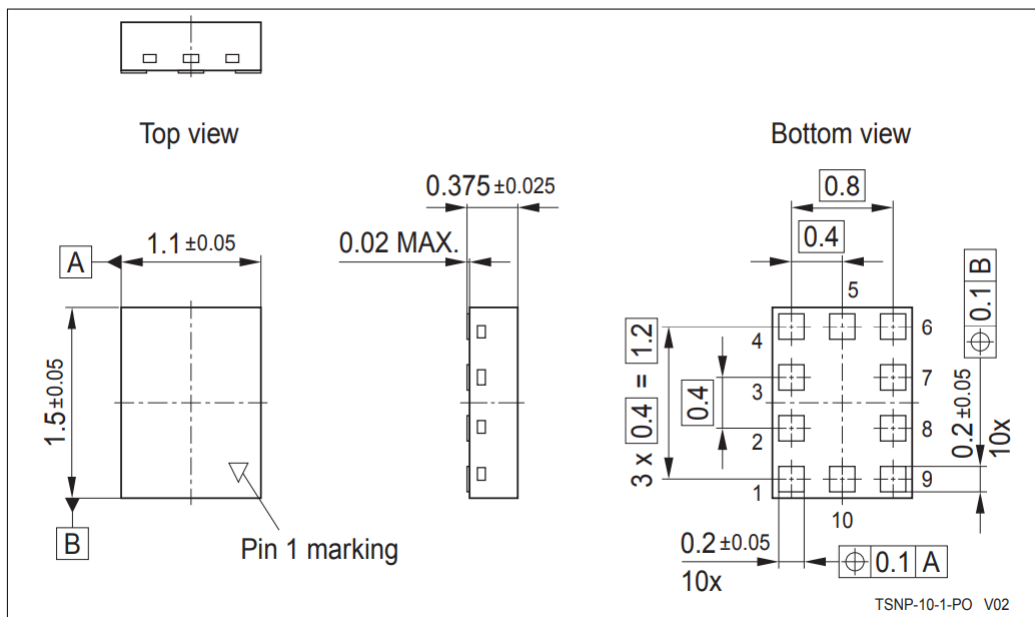 Top view
Bottom view
0.375 ±0.025
0.8
1.1 ±0.05
0.02 MAX.
0.4
A
5
4
6
0.1 B
3 x 0.4 = 1.2
0.4
3
7
1.5±0.05
2
8
0.2±0.05
10x
1
9
10
B
Pin 1 marking
0.2 ±0.05
10x
0.1 A
TSNP-10-1-PO V02